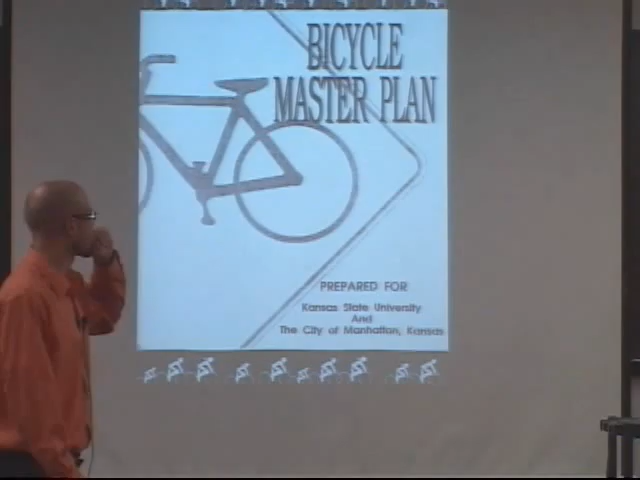 BICYCLE
MASTER PLAN
PREPARED FOR
Kansas State University
And
The City of Manhattan, Kansas